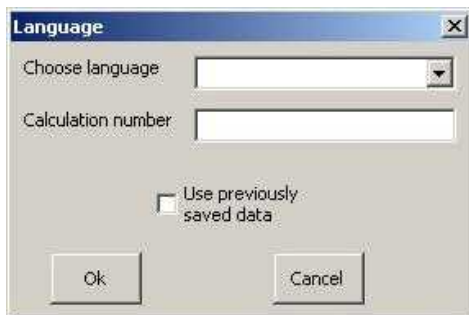 Language
Choose language
Calculation number
Use previously
saved data
Ok
Cancel